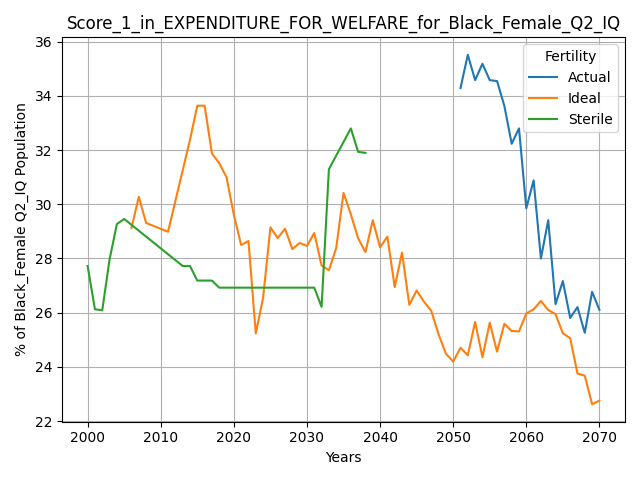 Score_1_in_EXPENDITURE_FOR_WELFARE_for_Black_Female_Q2_IQ
Fertility
Actual
Ideal
Sterile
% of Black_Female Q2_IQ Population
36
34
32
30
28
26
24
22
2000 2010 2020 2030 2040 2050 2060 2070
Years